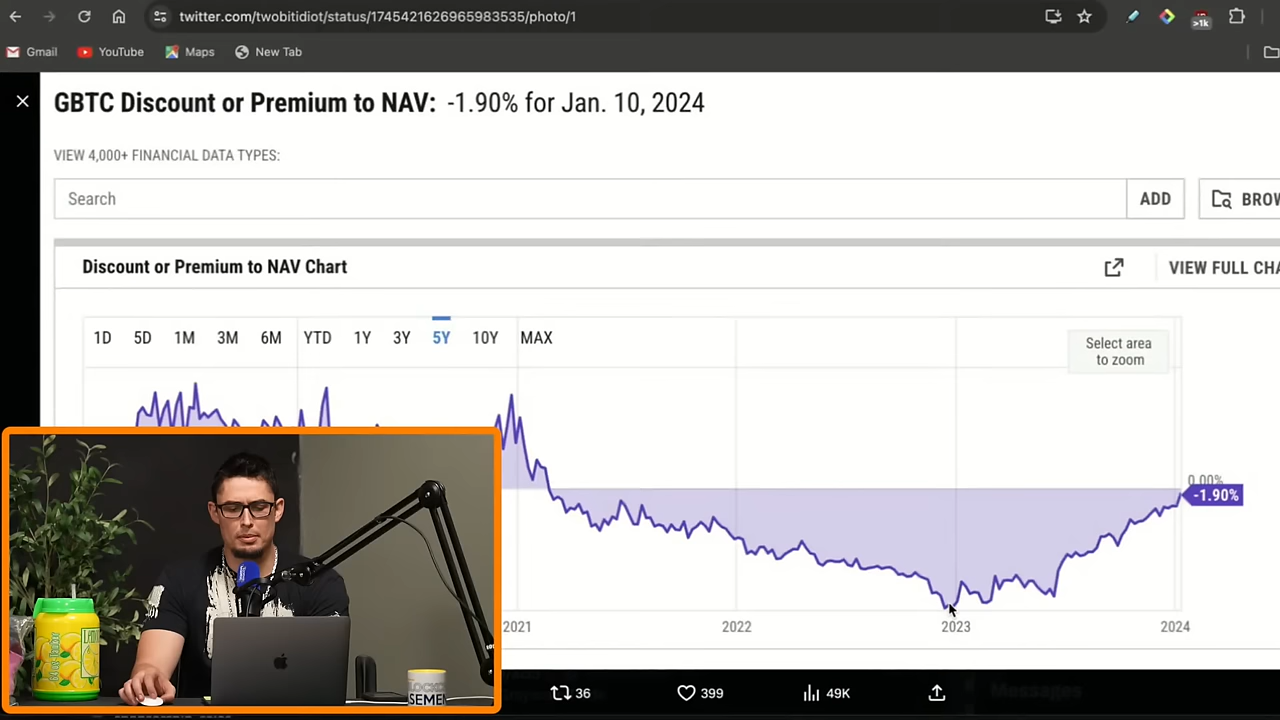 twitter.com/twobitidiot/status/1745421626965983535/photo/1
>1k
Gmail
YouTube
Maps
New Tab
GBTC Discount or Premium to NAV: -1.90% for Jan. 10, 2024
VIEW 4,000+ FINANCIAL DATA TYPES:
Search
ADD
BROW
Discount or Premium to NAV Chart
VIEW FULL CHA
1D 5D 1M 3M 6M YTD 1Y 3Y 5Y 10Y MAX
Select area
to zoom
0.00%
-1.90%
2021 2022 2023 2024
SEME
36
399
49K
Messages